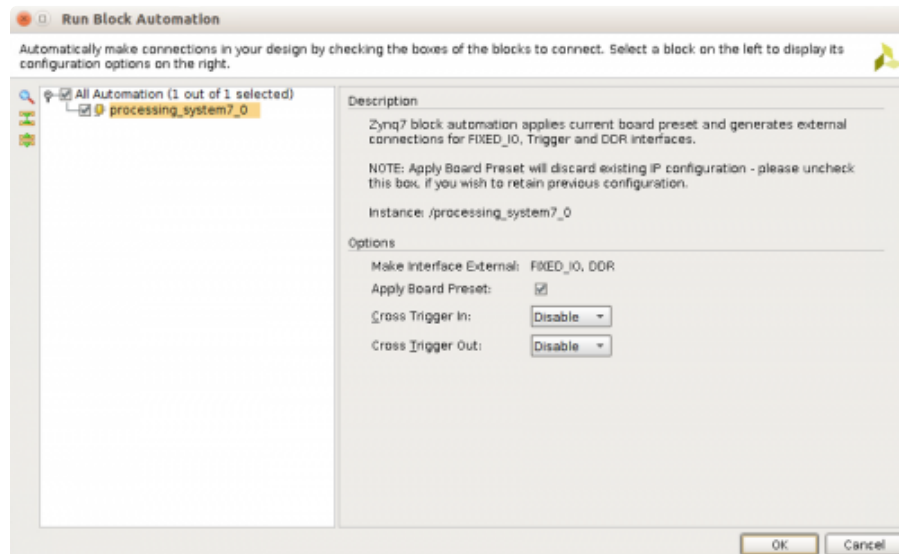 Run Block Automation
Automatically make connections in your design by checking the boxes of the blocks to connect. Select a block on the left to display its
configuration options on the right.
All Automation (1 out of 1 selected)
processing_system7_0
Description
Zynq7 block automation applies current board preset and generates external
connections for FIXED_IO, Trigger and DDR interfaces.
NOTE: Apply Board Preset will discard existing IP configuration - please uncheck
this box, if you wish to retain previous configuration.
Instance: /processing_system7_0
Options
Make Interface External: FIXED_IO, DDR
Apply Board Preset:
Cross Trigger In: Disable
Cross Trigger Out: Disable
OK Cancel